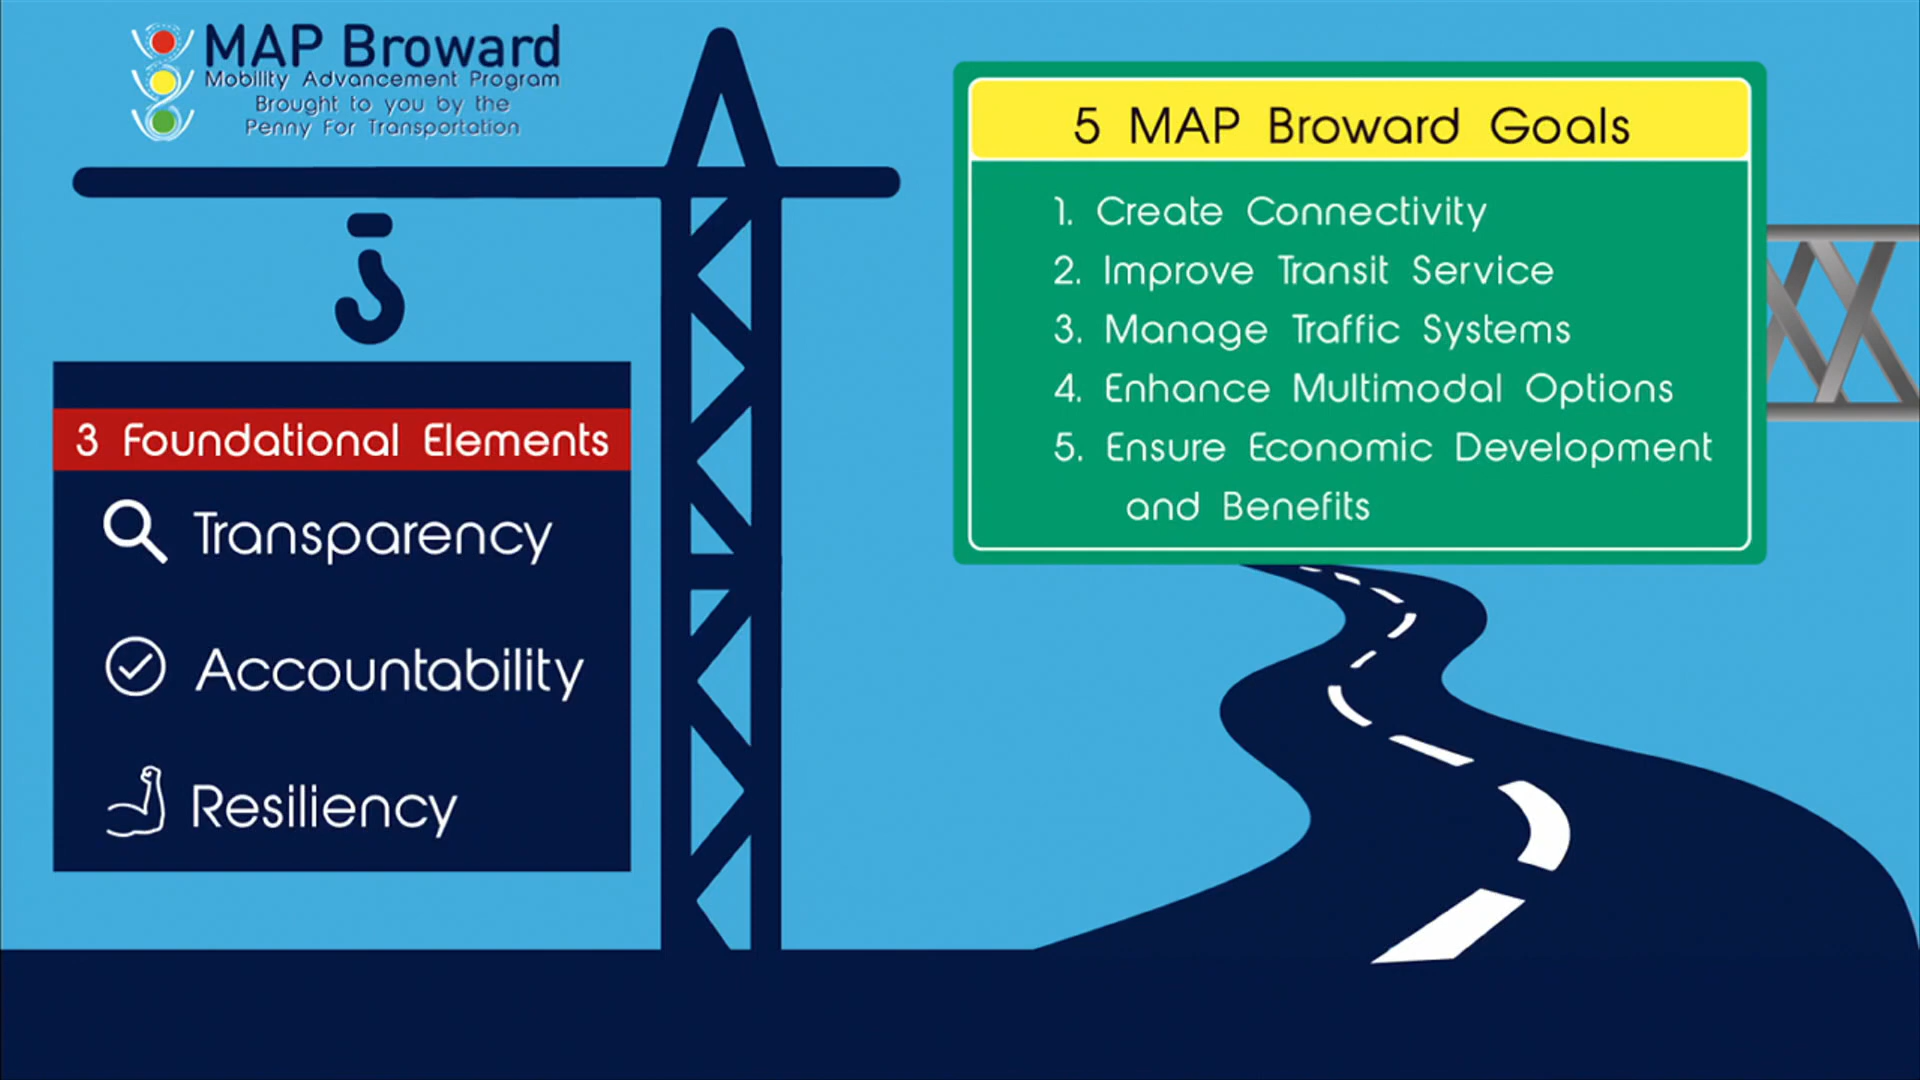 MAP Broward
Mobility Advancement Program
Brought to you by the
Penny For Transportation
3 Foundational Elements
Transparency
Accountability
Resiliency
5 MAP Broward Goals
1. Create Connectivity
2. Improve Transit Service
3. Manage Traffic Systems
4. Enhance Multimodal Options
5. Ensure Economic Development
and Benefits